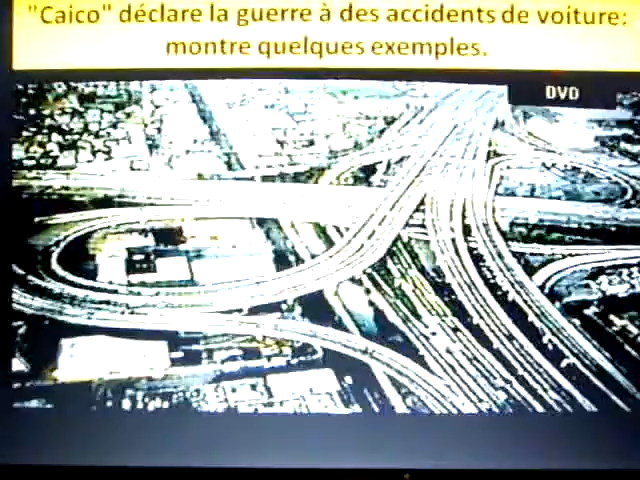 "Caico" déclare la guerre à des accidents de voiture:
montre quelques exemples.
DVD